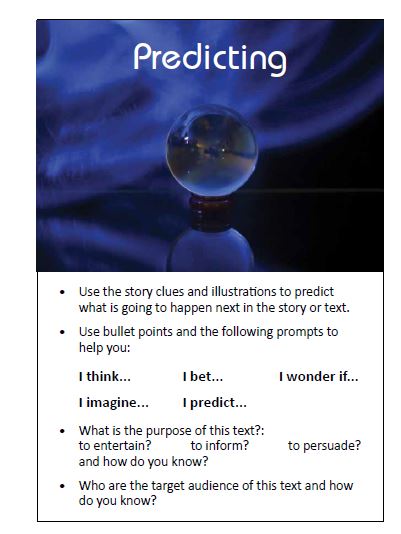 Predicting
• Use the story clues and illustrations to predict
what is going to happen next in the story or text.
• Use bullet points and the following prompts to
help you:
I think... I bet... I wonder if...
I imagine... I predict...
• What is the purpose of this text?:
to entertain? to inform? to persuade?
and how do you know?
• Who are the target audience of this text and how
do you know?